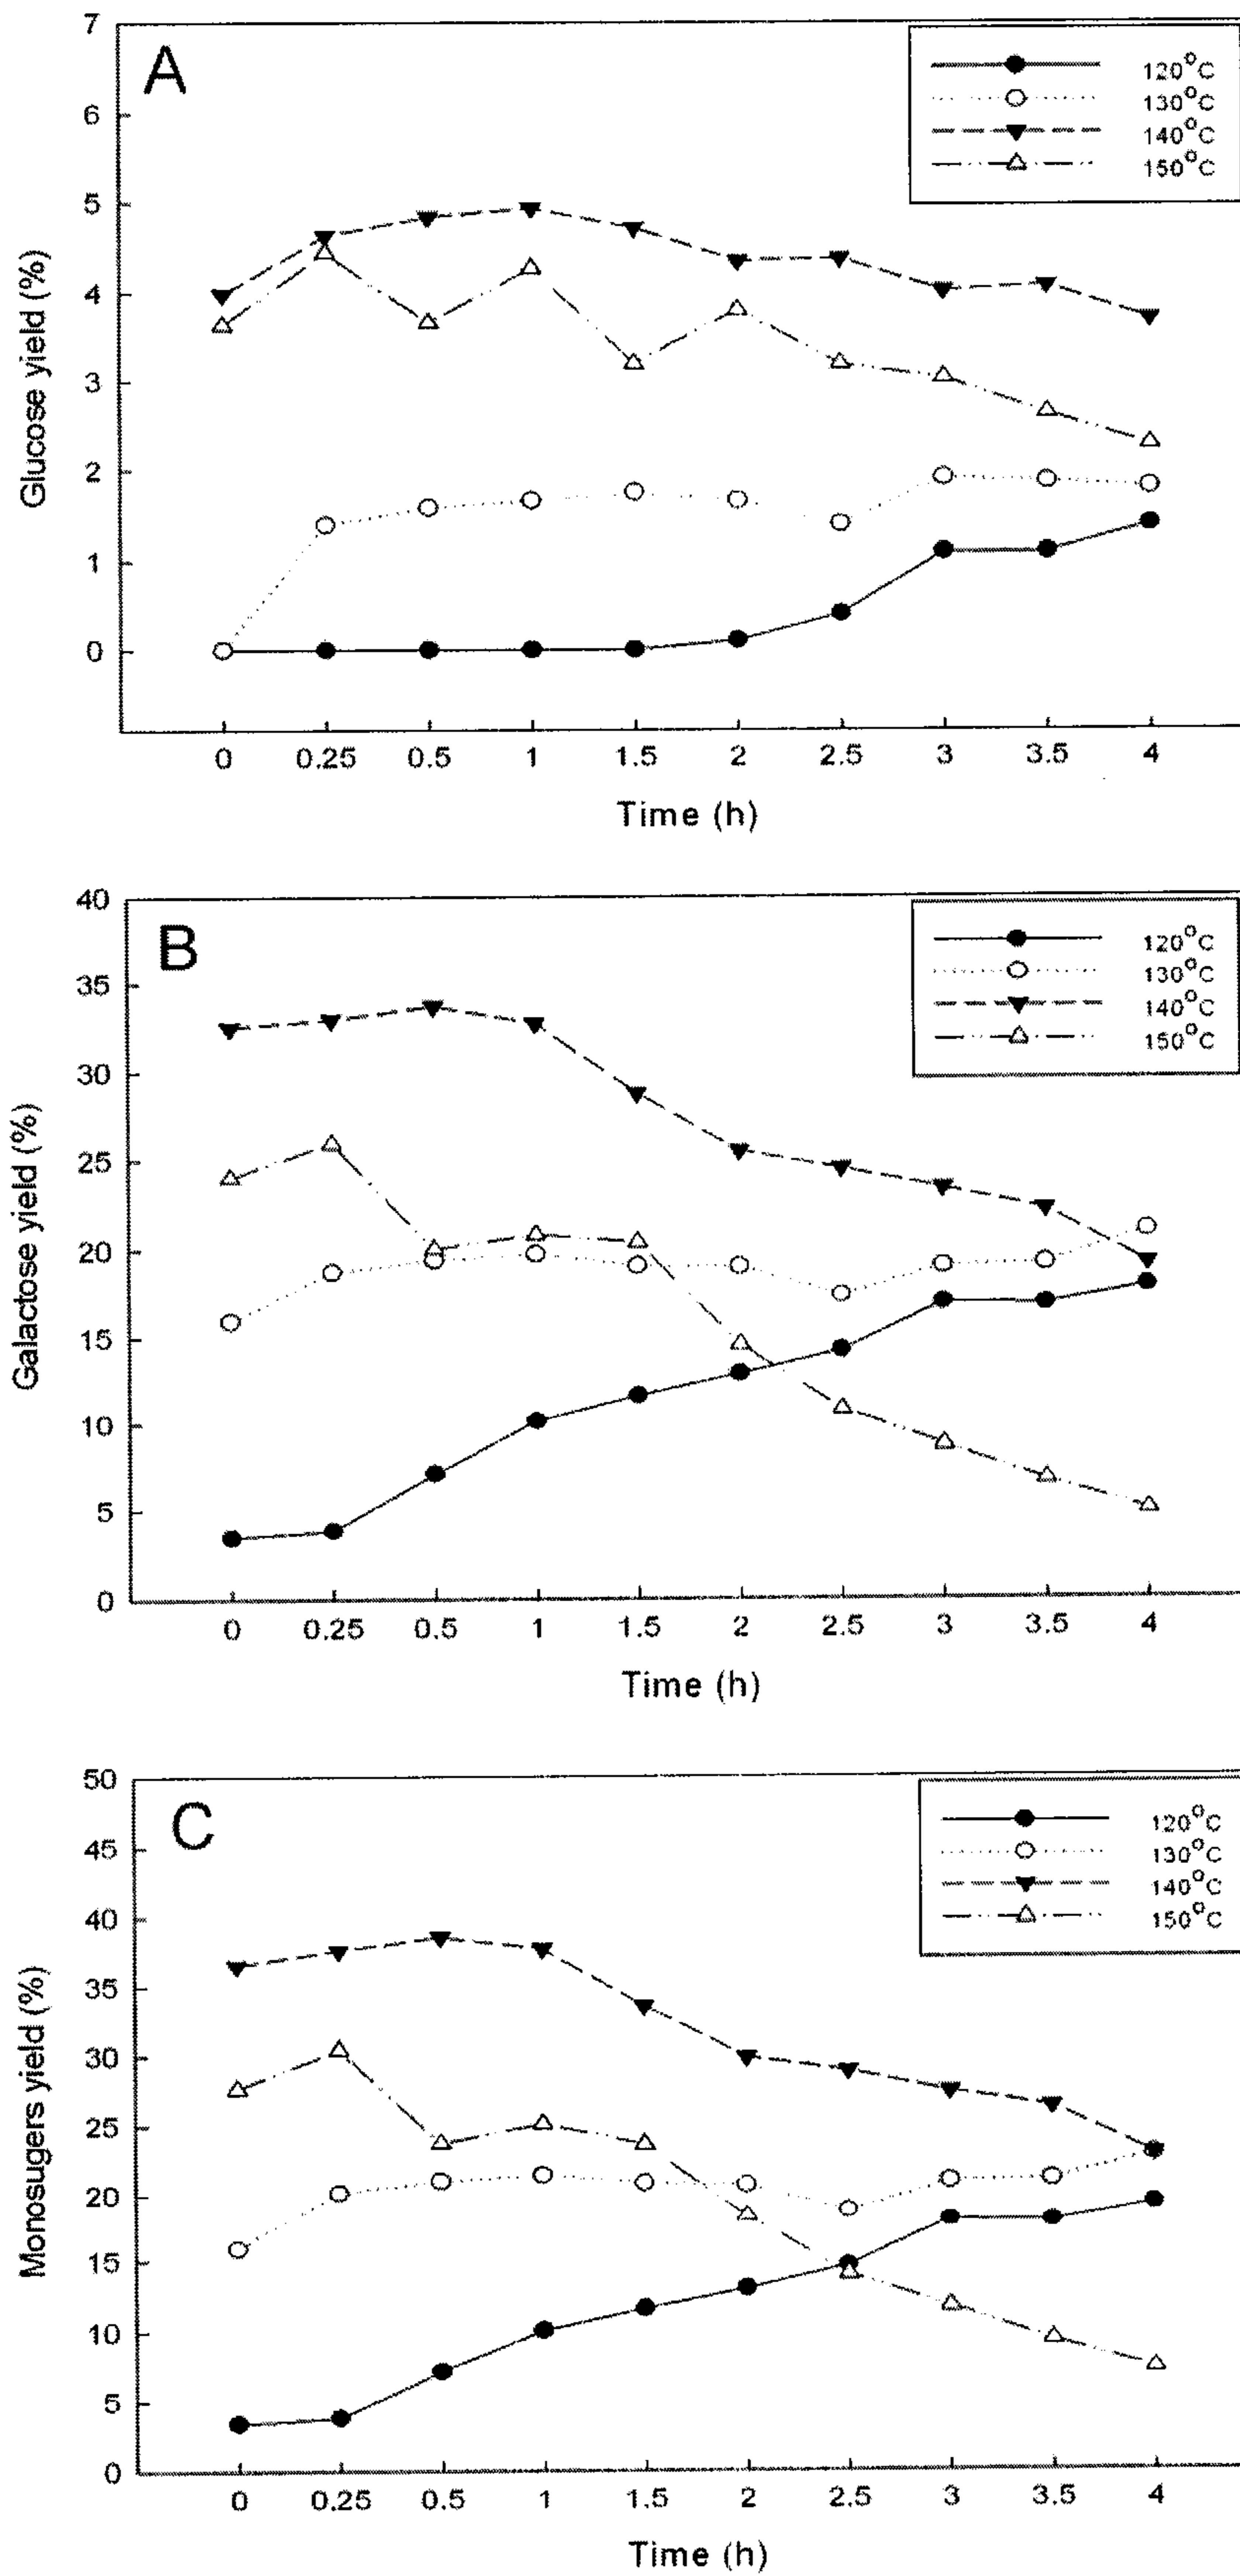 A
120°C
130°C
140°C
150°C
7
6
5
4
3
2
1
0
Glucose yield (%)
0 0.25 0.5 1 1.5 2 2.5 3 3.5 4
Time (h)
B
120°C
130°C
140°C
150°C
40
35
30
25
20
15
10
5
0
Galactose yield (%)
0 0.25 0.5 1 1.5 2 2.5 3 3.5 4
Time (h)
C
120°C
130°C
140°C
150°C
50
45
40
35
30
25
20
15
10
5
0
Monosugers yield (%)
0 0.25 0.5 1 1.5 2 2.5 3 3.5 4
Time (h)